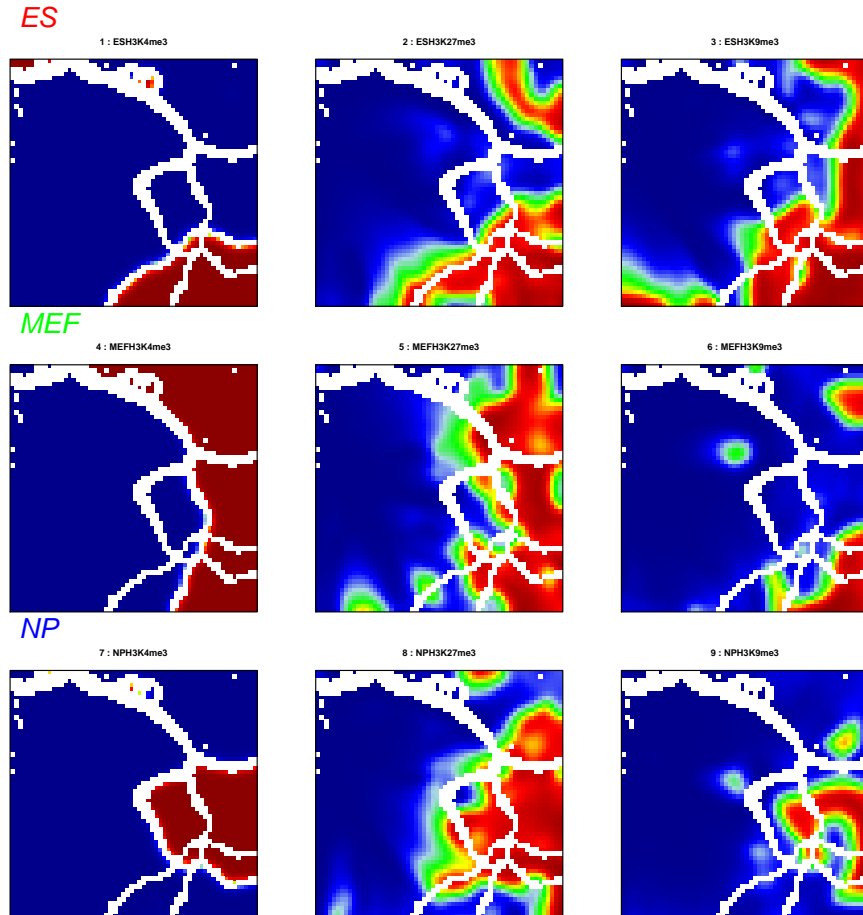 ES
1 : ESH3K4me3
2 : ESH3K27me3
3 : ESH3K9me3
MEF
4 : MEFH3K4me3
5 : MEFH3K27me3
6 : MEFH3K9me3
NP
7 : NPH3K4me3
8 : NPH3K27me3
9 : NPH3K9me3